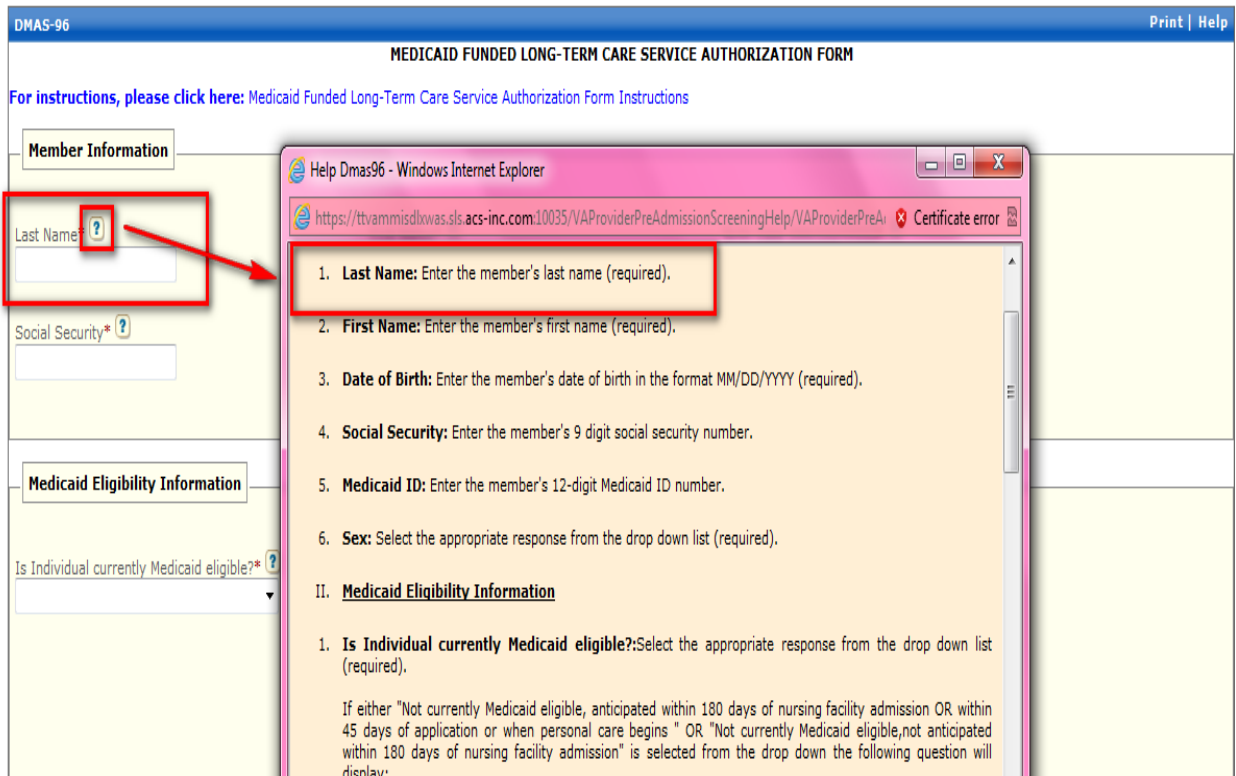 DMAS-96
Print | Help
MEDICAID FUNDED LONG-TERM CARE SERVICE AUTHORIZATION FORM
For instructions, please click here: Medicaid Funded Long-Term Care Service Authorization Form Instructions
Member Information
Last Name* ?
Social Security* ?
Medicaid Eligibility Information
Is Individual currently Medicaid eligible?* ?
Help Dmas96 - Windows Internet Explorer
https://ttvammisdlxwas.sls.acs-inc.com:10035/VAProviderPreAdmissionScreeningHelp/VAProviderPreA
Certificate error
1. Last Name: Enter the member's last name (required).
2. First Name: Enter the member's first name (required).
3. Date of Birth: Enter the member's date of birth in the format MM/DD/YYYY (required).
4. Social Security: Enter the member's 9 digit social security number.
5. Medicaid ID: Enter the member's 12-digit Medicaid ID number.
6. Sex: Select the appropriate response from the drop down list (required).
II. Medicaid Eligibility Information
1. Is Individual currently Medicaid eligible?:Select the appropriate response from the drop down list
(required).
If either "Not currently Medicaid eligible, anticipated within 180 days of nursing facility admission OR within
45 days of application or when personal care begins " OR "Not currently Medicaid eligible,not anticipated
within 180 days of nursing facility admission" is selected from the drop down the following question will
display: